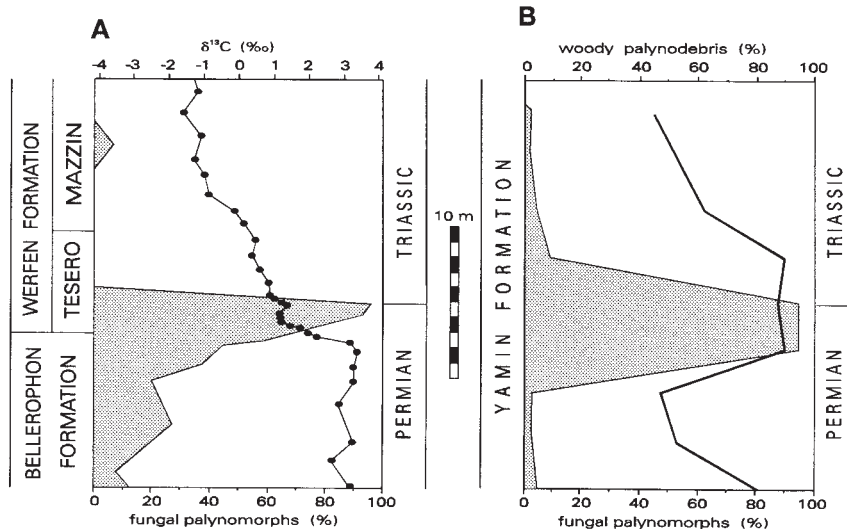 A
δ¹³C (‰)
-4 -3 -2 -1 0 1 2 3 4
WERFEN FORMATION
MAZZIN
TESERO
BELLEROPHON
FORMATION
TRIASSIC
PERMIAN
0 20 40 60 80 100
fungal palynomorphs (%)
10 m
B
woody palynodebris (%)
0 20 40 60 80 100
YAMIN FORMATION
TRIASSIC
PERMIAN
0 20 40 60 80 100
fungal palynomorphs (%)